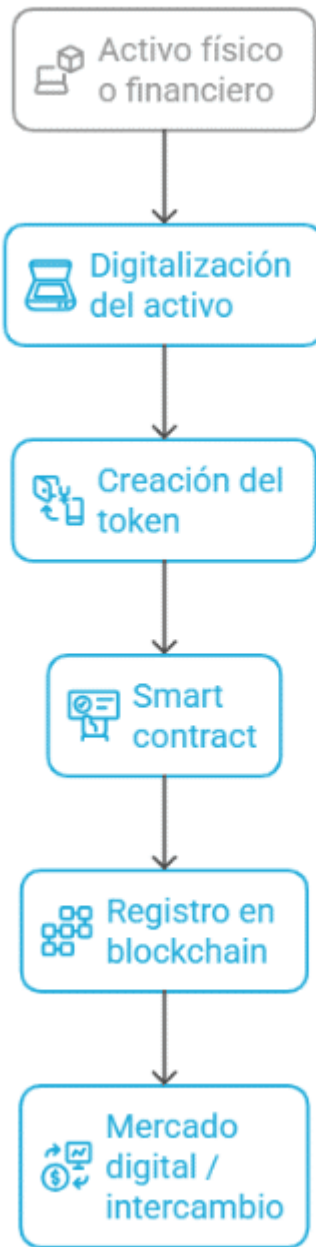 Activo físico
o financiero
Digitalización
del activo
Creación del
token
Smart
contract
Registro en
blockchain
Mercado
digital /
intercambio